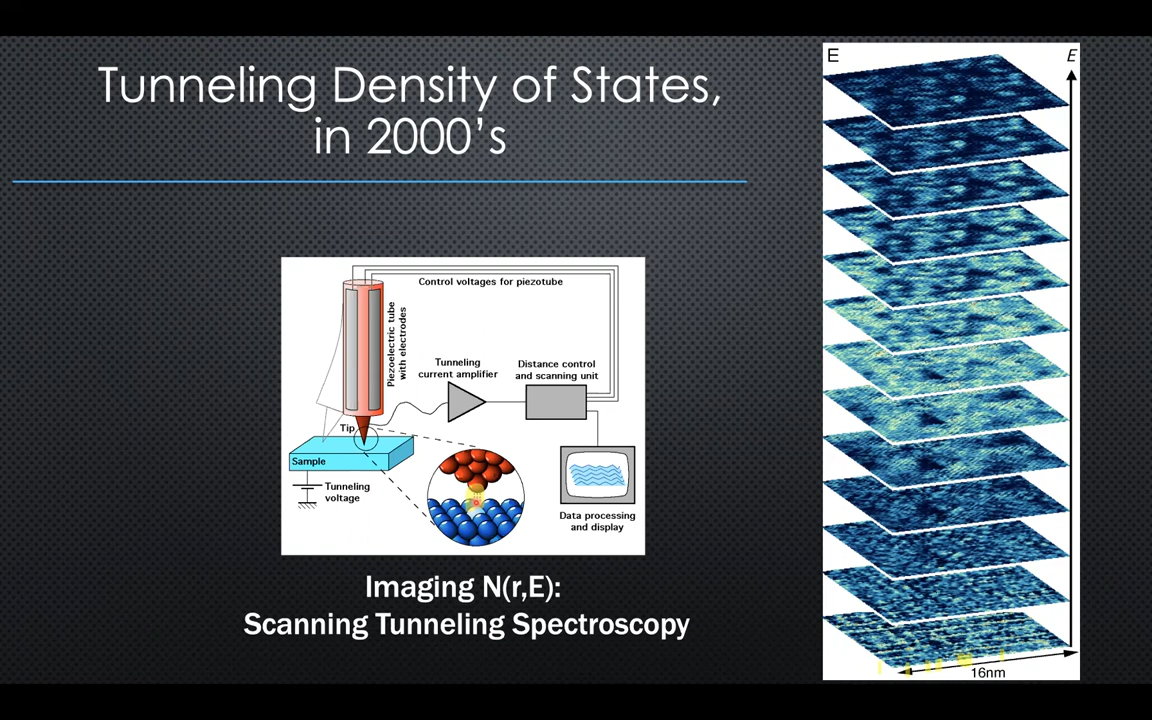 Tunneling Density of States,
in 2000's
Control voltages for piezotube
Piezoelectric tube
with electrodes
Tunneling
current amplifier
Distance control
and scanning unit
Tip
Sample
Tunneling
voltage
Data processing
and display
Imaging N(r,E):
Scanning Tunneling Spectroscopy
E
E
16nm